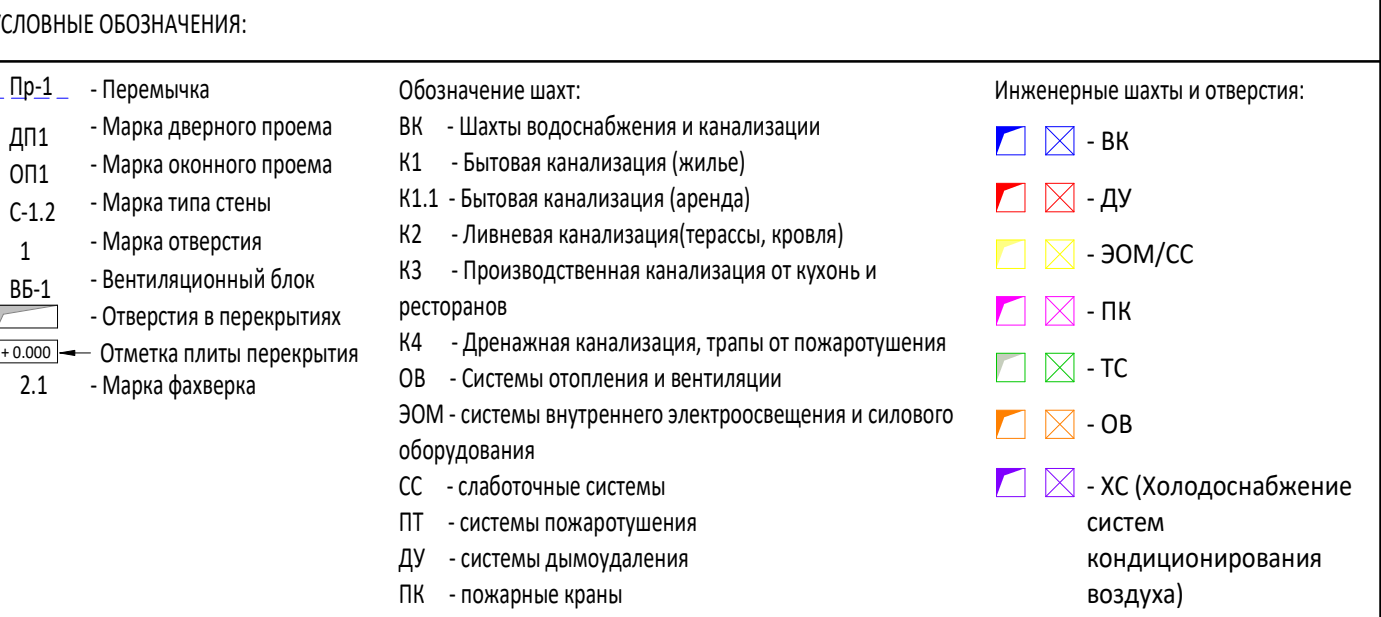 УСЛОВНЫЕ ОБОЗНАЧЕНИЯ:
Пр-1 - Перемычка
ДП1 - Марка дверного проема
ОП1 - Марка оконного проема
С-1.2 - Марка типа стены
1 - Марка отверстия
ВБ-1 - Вентиляционный блок
- Отверстия в перекрытиях
+ 0.000 Отметка плиты перекрытия
2.1 - Марка фахверка
Обозначение шахт:
ВК - Шахты водоснабжения и канализации
К1 - Бытовая канализация (жилье)
К1.1 - Бытовая канализация (аренда)
К2 - Ливневая канализация(терассы, кровля)
К3 - Производственная канализация от кухонь и
ресторанов
К4 - Дренажная канализация, трапы от пожаротушения
ОВ - Системы отопления и вентиляции
ЭОМ - системы внутреннего электроосвещения и силового
оборудования
СС - слаботочные системы
ПТ - системы пожаротушения
ДУ - системы дымоудаления
ПК - пожарные краны
Инженерные шахты и отверстия:
- ВК
- ДУ
- ЭОМ/СС
- ПК
- ТС
- ОВ
- ХС (Холодоснабжение
систем
кондиционирования
воздуха)